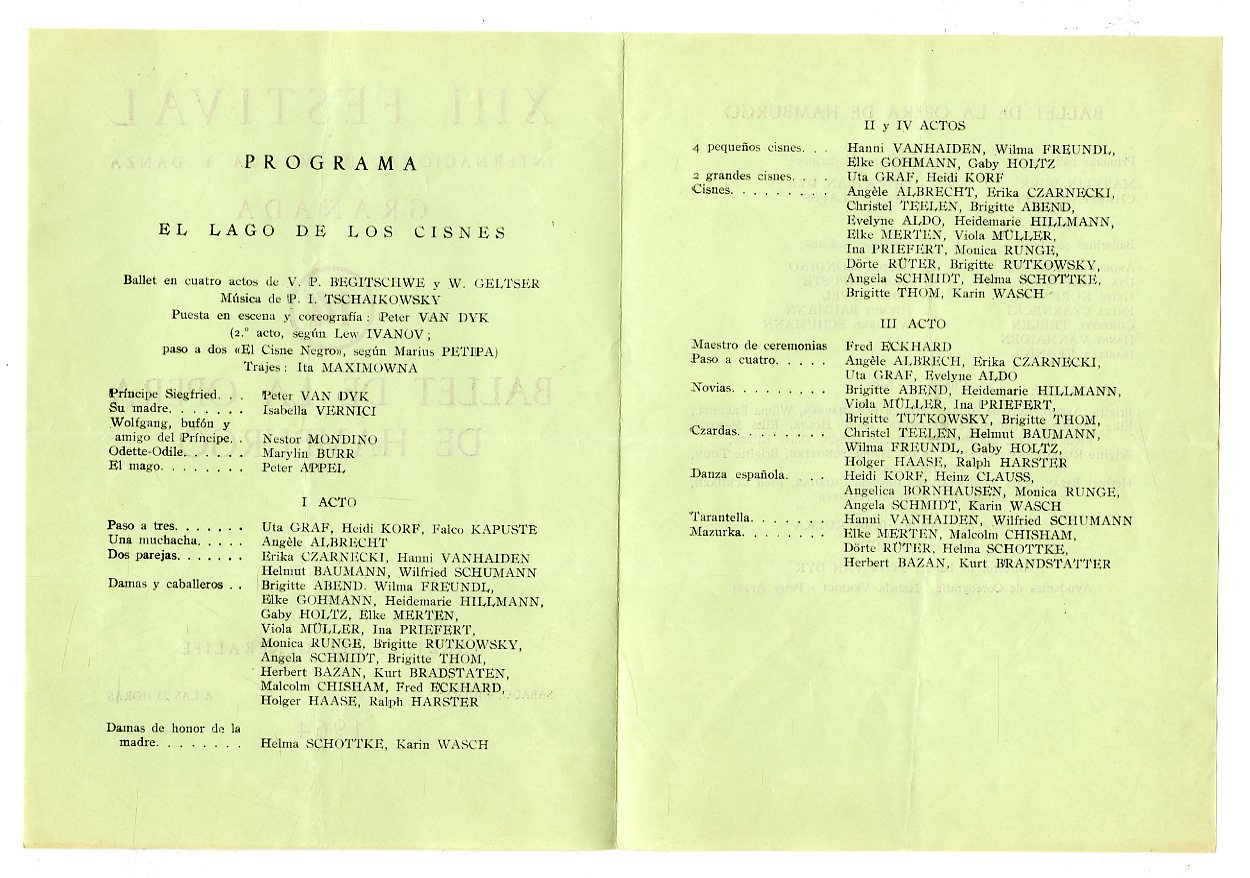 PROGRAMA
EL LAGO DE LOS CISNES
Ballet en cuatro actos de V. P. BEGITSCHWE y W. GELTSER
Música de P. I. TSCHAIKOWSKY
Puesta en escena y coreografía : Peter VAN DYK
(2.º acto, según Lew IVANOV ;
paso a dos «El Cisne Negro», según Marius PETIPA)
Trajes : Ita MAXIMOWNA
Príncipe Siegfried. . . Peter VAN DYK
Su madre. . . . . . . Isabella VERNICI
Wolfgang, bufón y
amigo del Príncipe. . Nestor MONDINO
Odette-Odile. . . . . . Marylin BURR
El mago. . . . . . . . Peter APPEL
I ACTO
Paso a tres. . . . . . . Uta GRAF, Heidi KORF, Falco KAPUSTE
Una muchacha. . . . . Angèle ALBRECHT
Dos parejas. . . . . . . Erika CZARNECKI, Hanni VANHAIDEN
Helmut BAUMANN, Wilfried SCHUMANN
Damas y caballeros . . Brigitte ABEND. Wilma FREUNDL,
Elke GOHMANN, Heidemarie HILLMANN,
Gaby HOLTZ, Elke MERTEN,
Viola MÜLLER, Ina PRIEFERT,
Monica RUNGE, Brigitte RUTKOWSKY,
Angela SCHMIDT, Brigitte THOM,
Herbert BAZAN, Kurt BRADSTATEN,
Malcolm CHISHAM, Fred ECKHARD,
Holger HAASE, Ralph HARSTER
Damas de honor de la
madre. . . . . . . . Helma SCHOTTKE, Karin WASCH
II y IV ACTOS
4 pequeños cisnes. . . Hanni VANHAIDEN, Wilma FREUNDL,
Elke GOHMANN, Gaby HOLTZ
2 grandes cisnes. . . . Uta GRAF, Heidi KORF
Cisnes. . . . . . . . . Angèle ALBRECHT, Erika CZARNECKI,
Christel TEELEN, Brigitte ABEND,
Evelyne ALDO, Heidemarie HILLMANN,
Elke MERTEN, Viola MÜLLER,
Ina PRIEFERT, Monica RUNGE,
Dörte RÜTER, Brigitte RUTKOWSKY,
Angela SCHMIDT, Helma SCHOTTKE,
Brigitte THOM, Karin WASCH
III ACTO
Maestro de ceremonias Fred ECKHARD
Paso a cuatro. . . . . Angèle ALBRECH, Erika CZARNECKI,
Uta GRAF, Evelyne ALDO
Novias. . . . . . . . Brigitte ABEND, Heidemarie HILLMANN,
Viola MÜLLER, Ina PRIEFERT,
Brigitte TUTKOWSKY, Brigitte THOM,
Czardas. . . . . . . . Christel TEELEN, Helmut BAUMANN,
Wilma FREUNDL, Gaby HOLTZ,
Holger HAASE, Ralph HARSTER
Danza española. . . . Heidi KORF, Heinz CLAUSS,
Angelica BORNHAUSEN, Monica RUNGE,
Angela SCHMIDT, Karin WASCH
Tarantella. . . . . . . Hanni VANHAIDEN, Wilfried SCHUMANN
Mazurka. . . . . . . . Elke MERTEN, Malcolm CHISHAM,
Dörte RÜTER, Helma SCHOTTKE,
Herbert BAZAN, Kurt BRANDSTATTER